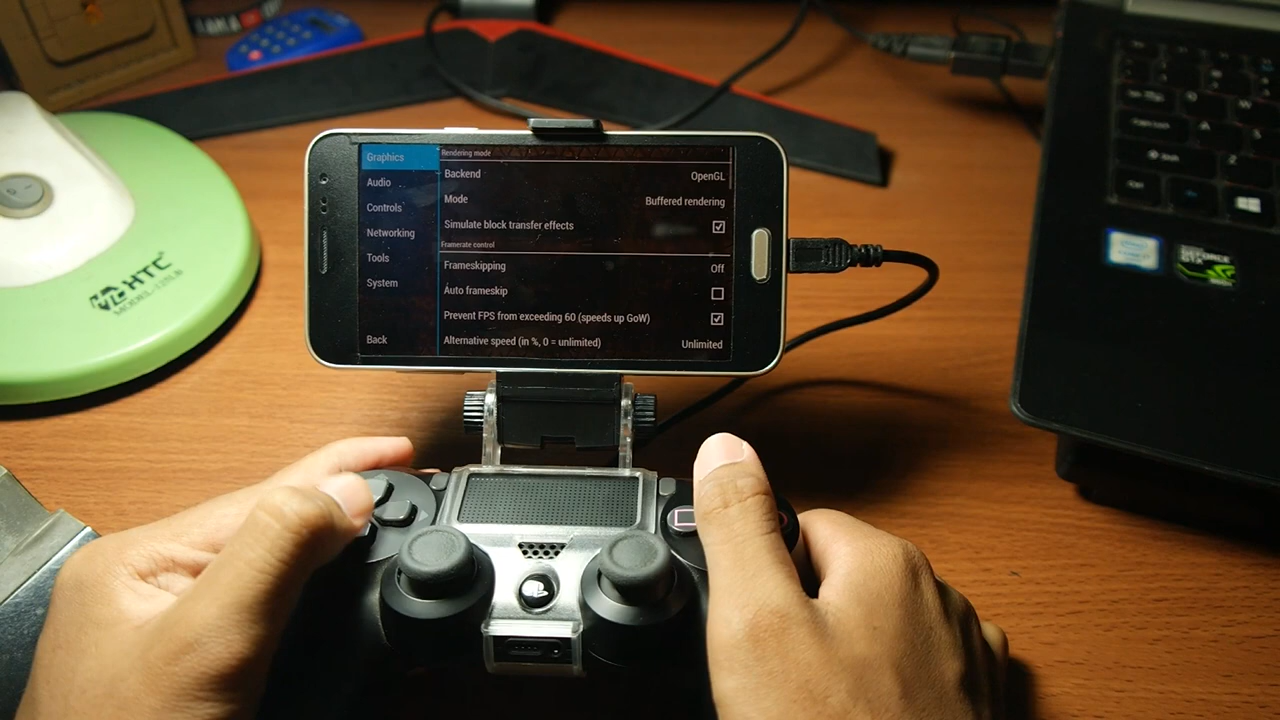 Graphics
Audio
Controls
Networking
Tools
System
Back
Rendering mode
Backend OpenGL
Mode Buffered rendering
Simulate block transfer effects
Framerate control
Frameskipping Off
Auto frameskip
Prevent FPS from exceeding 60 (speeds up GoW)
Alternative speed (in %, 0 = unlimited) Unlimited
HTC
MODEL-125LB